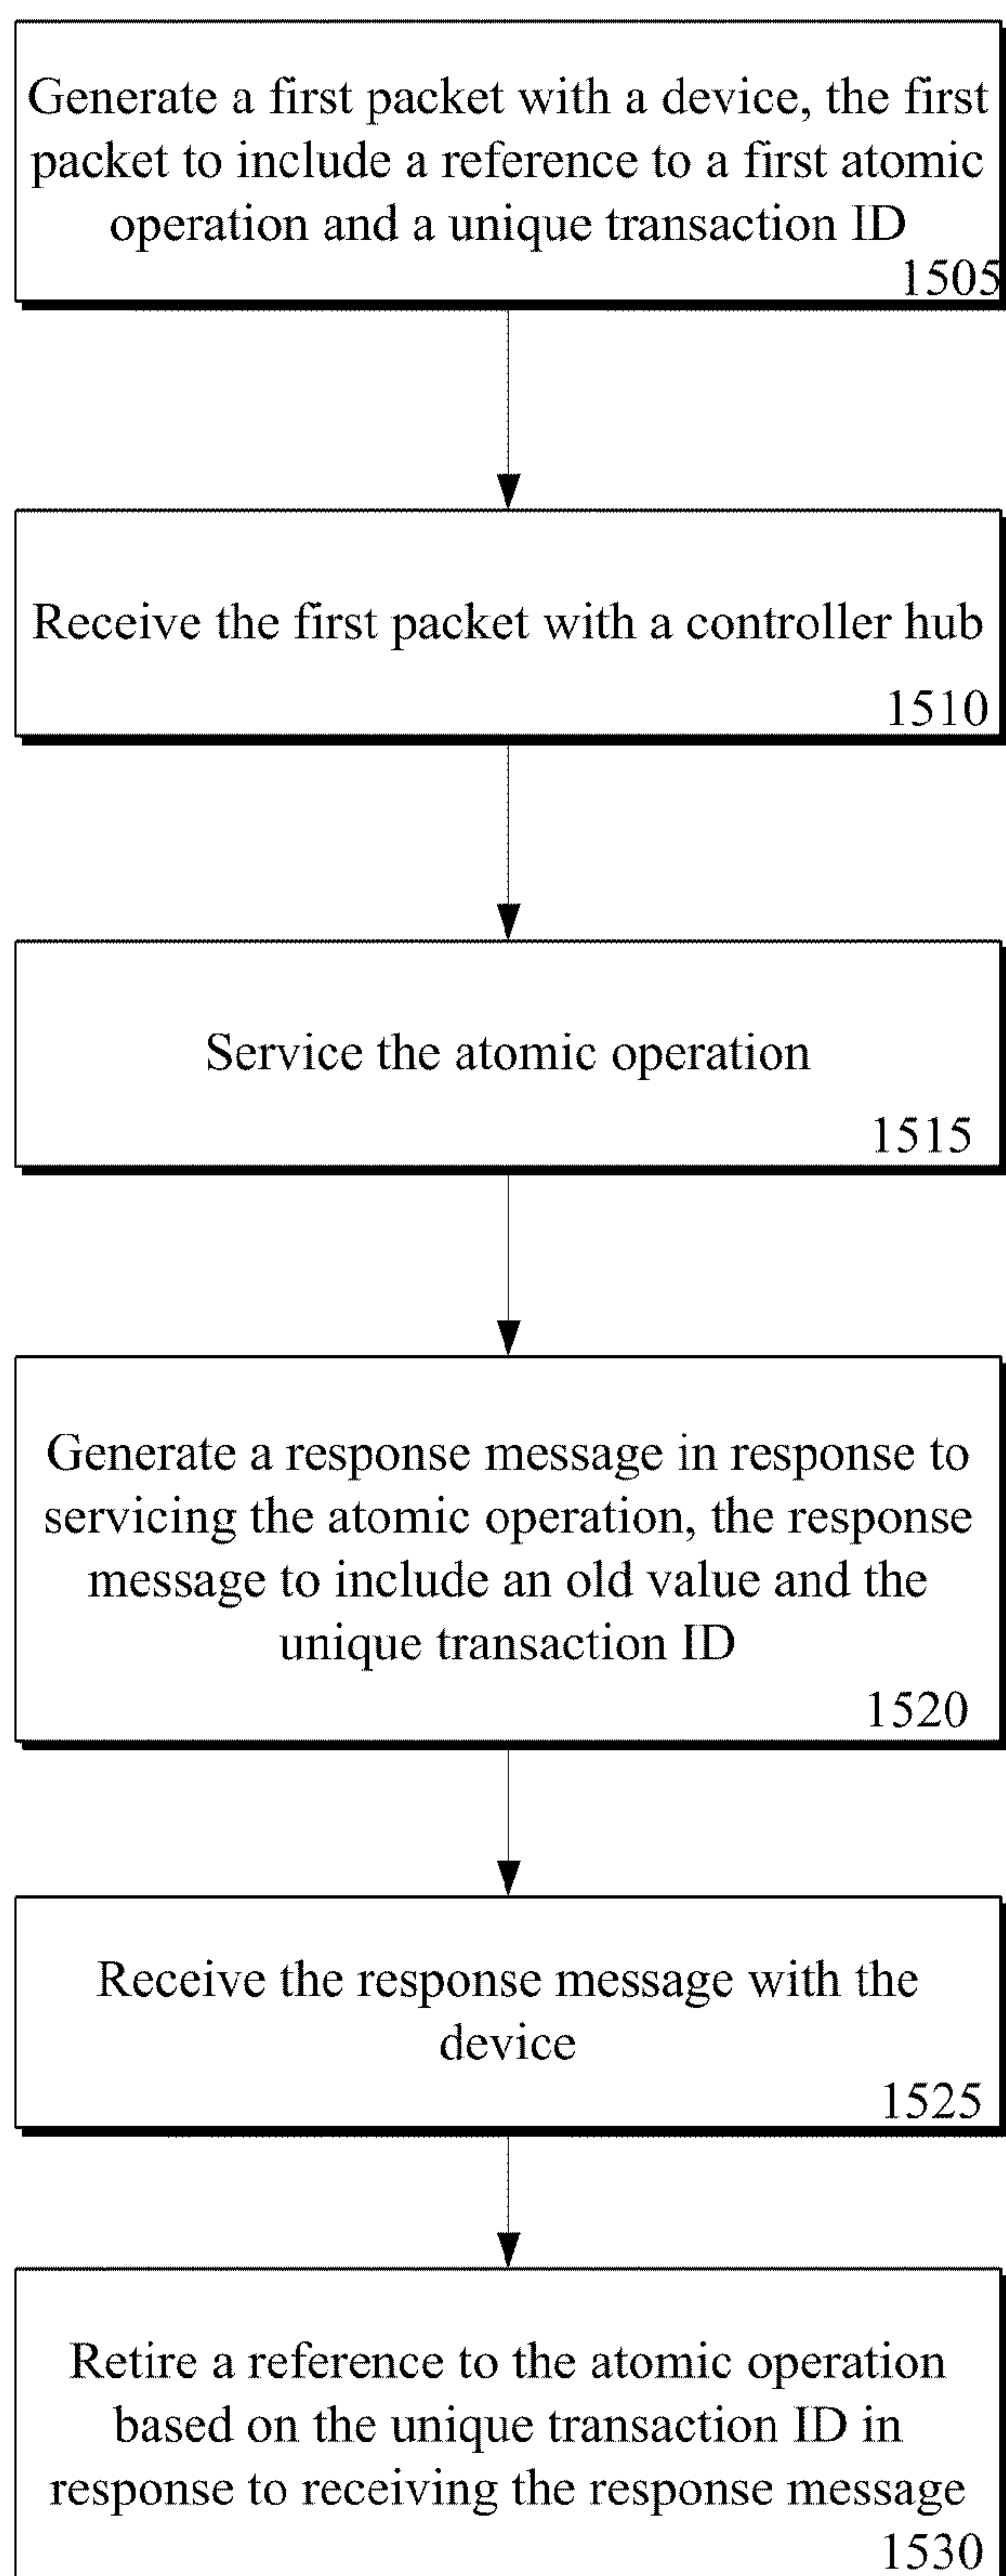 Generate a first packet with a device, the first
packet to include a reference to a first atomic
operation and a unique transaction ID
1505
Receive the first packet with a controller hub
1510
Service the atomic operation
1515
Generate a response message in response to
servicing the atomic operation, the response
message to include an old value and the
unique transaction ID
1520
Receive the response message with the
device
1525
Retire a reference to the atomic operation
based on the unique transaction ID in
response to receiving the response message
1530